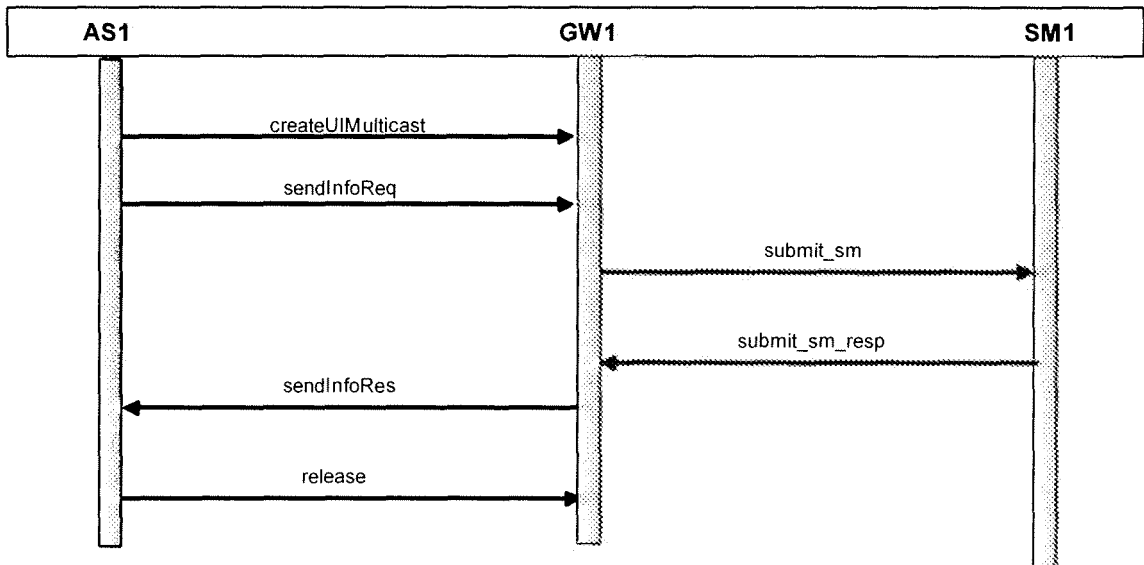 AS1 GW1 SM1
createUIMulticast
sendInfoReq
submit_sm
submit_sm_resp
sendInfoRes
release